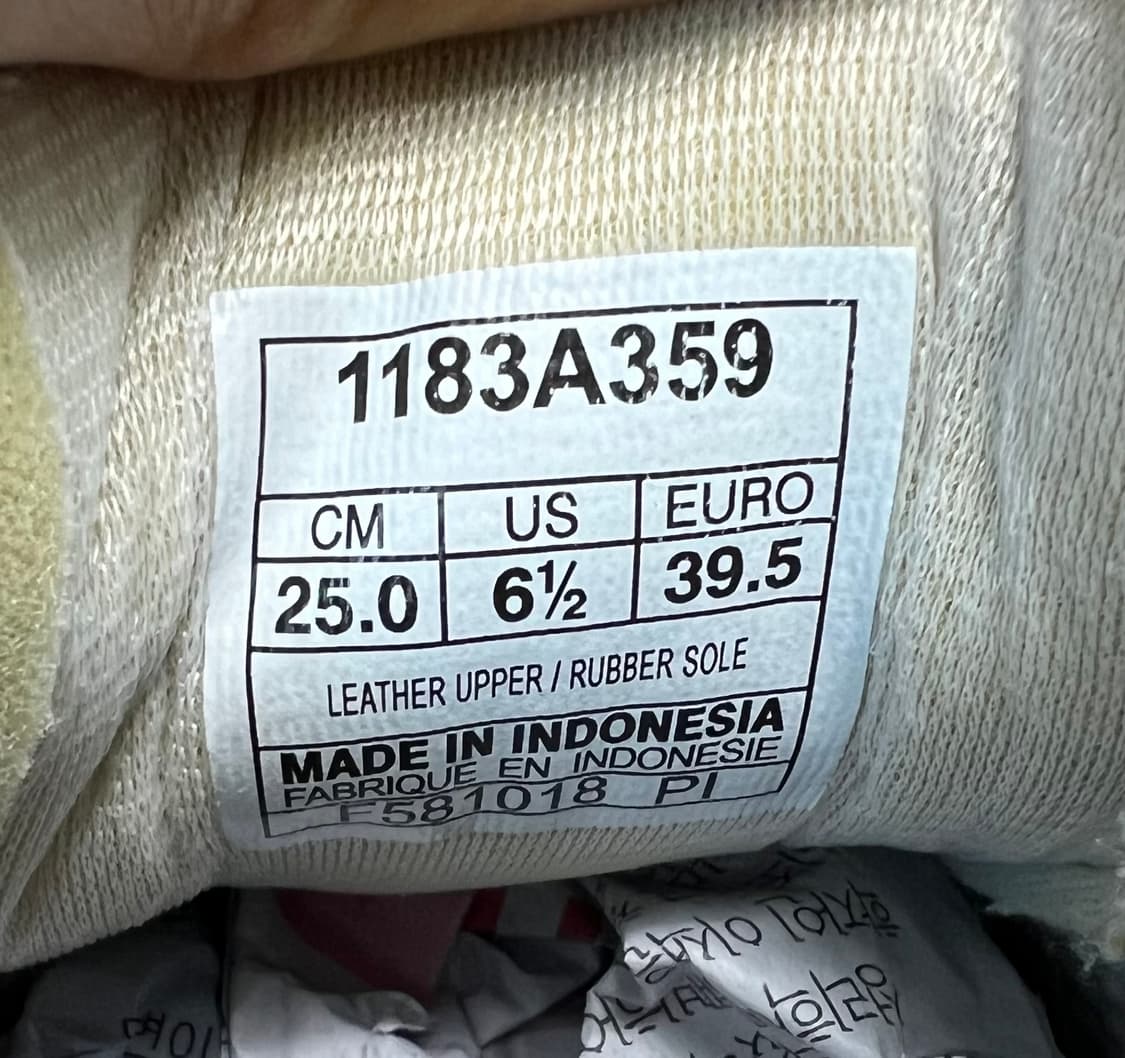 1183A359
CM US EURO
25.0 6½ 39.5
LEATHER UPPER / RUBBER SOLE
MADE IN INDONESIA
FABRIQUE EN INDONESIE
F581018 PI